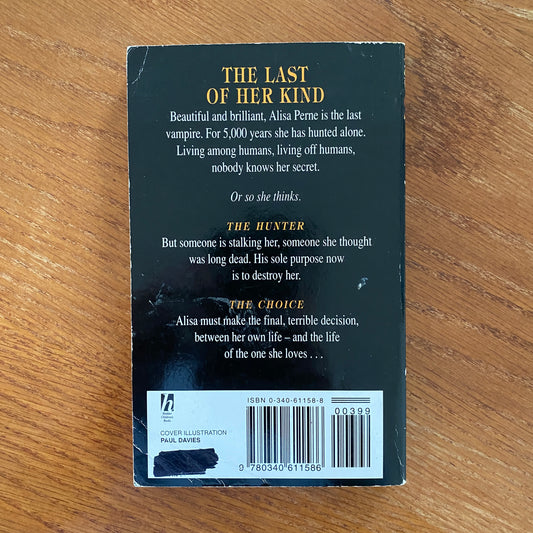 THE LAST
OF HER KIND
Beautiful and brilliant, Alisa Perne is the last
vampire. For 5,000 years she has hunted alone.
Living among humans, living off humans,
nobody knows her secret.
Or so she thinks.
THE HUNTER
But someone is stalking her, someone she thought
was long dead. His sole purpose now
is to destroy her.
THE CHOICE
Alisa must make the final, terrible decision,
between her own life – and the life
of the one she loves . . .
h
Hodder
Children's
Books
COVER ILLUSTRATION
PAUL DAVIES
ISBN 0-340-61158-8
00399
9 780340 611586